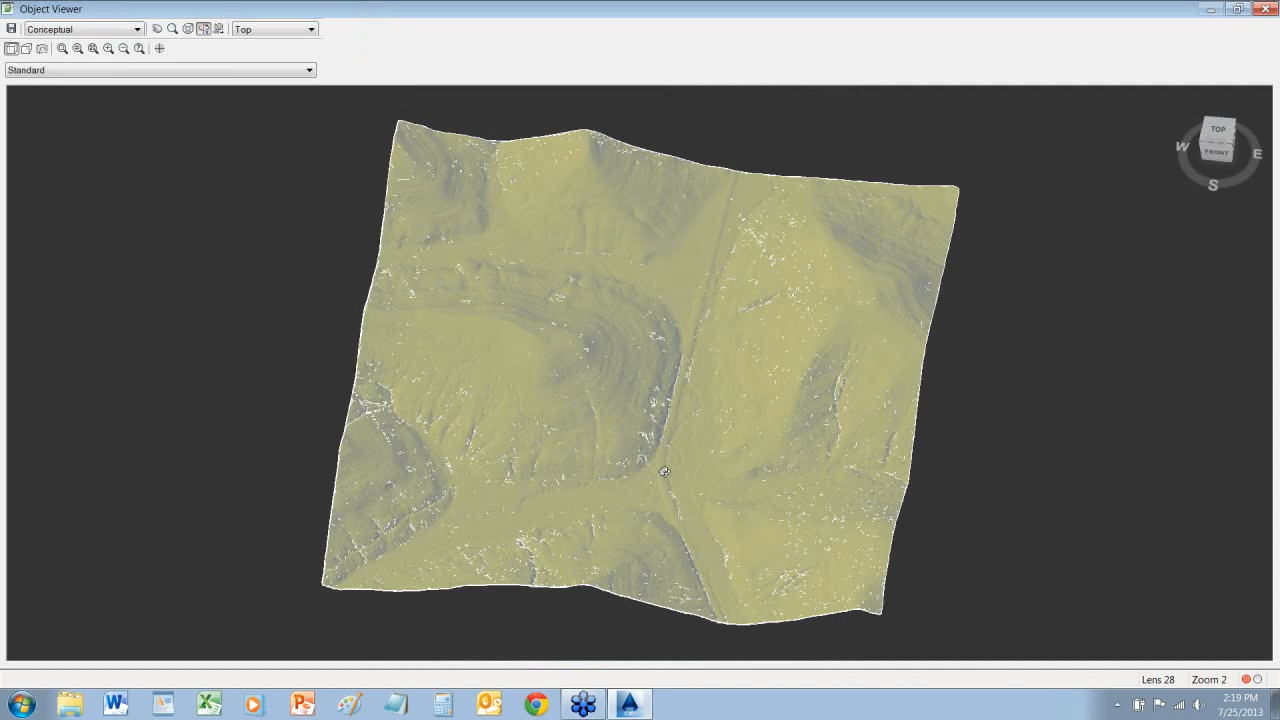 Object Viewer
Conceptual
Top
Standard
TOP
W
FRONT
E
S
Lens 28
Zoom 2
2:19 PM
7/25/2013